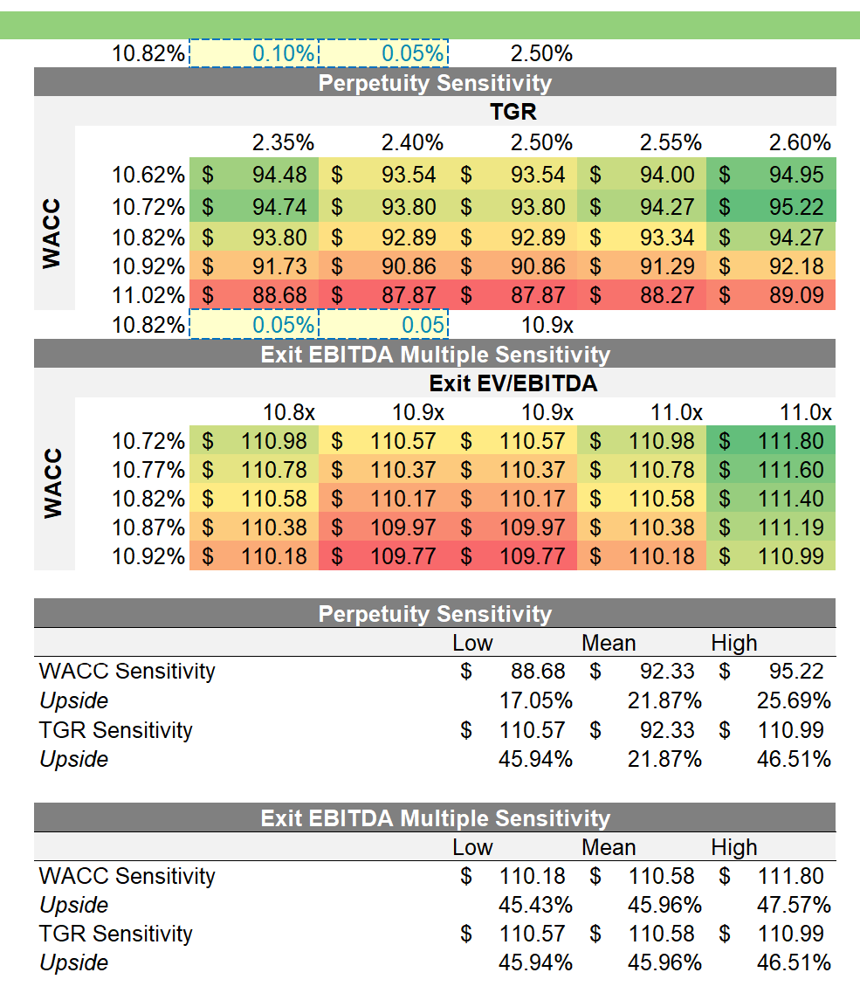 10.82% 0.10% 0.05% 2.50%
Perpetuity Sensitivity
TGR
2.35% 2.40% 2.50% 2.55% 2.60%
WACC
10.62% $ 94.48 $ 93.54 $ 93.54 $ 94.00 $ 94.95
10.72% $ 94.74 $ 93.80 $ 93.80 $ 94.27 $ 95.22
10.82% $ 93.80 $ 92.89 $ 92.89 $ 93.34 $ 94.27
10.92% $ 91.73 $ 90.86 $ 90.86 $ 91.29 $ 92.18
11.02% $ 88.68 $ 87.87 $ 87.87 $ 88.27 $ 89.09
10.82% 0.05% 0.05 10.9x
Exit EBITDA Multiple Sensitivity
Exit EV/EBITDA
10.8x 10.9x 10.9x 11.0x 11.0x
WACC
10.72% $ 110.98 $ 110.57 $ 110.57 $ 110.98 $ 111.80
10.77% $ 110.78 $ 110.37 $ 110.37 $ 110.78 $ 111.60
10.82% $ 110.58 $ 110.17 $ 110.17 $ 110.58 $ 111.40
10.87% $ 110.38 $ 109.97 $ 109.97 $ 110.38 $ 111.19
10.92% $ 110.18 $ 109.77 $ 109.77 $ 110.18 $ 110.99
Perpetuity Sensitivity
Low Mean High
WACC Sensitivity $ 88.68 $ 92.33 $ 95.22
Upside 17.05% 21.87% 25.69%
TGR Sensitivity $ 110.57 $ 92.33 $ 110.99
Upside 45.94% 21.87% 46.51%
Exit EBITDA Multiple Sensitivity
Low Mean High
WACC Sensitivity $ 110.18 $ 110.58 $ 111.80
Upside 45.43% 45.96% 47.57%
TGR Sensitivity $ 110.57 $ 110.58 $ 110.99
Upside 45.94% 45.96% 46.51%